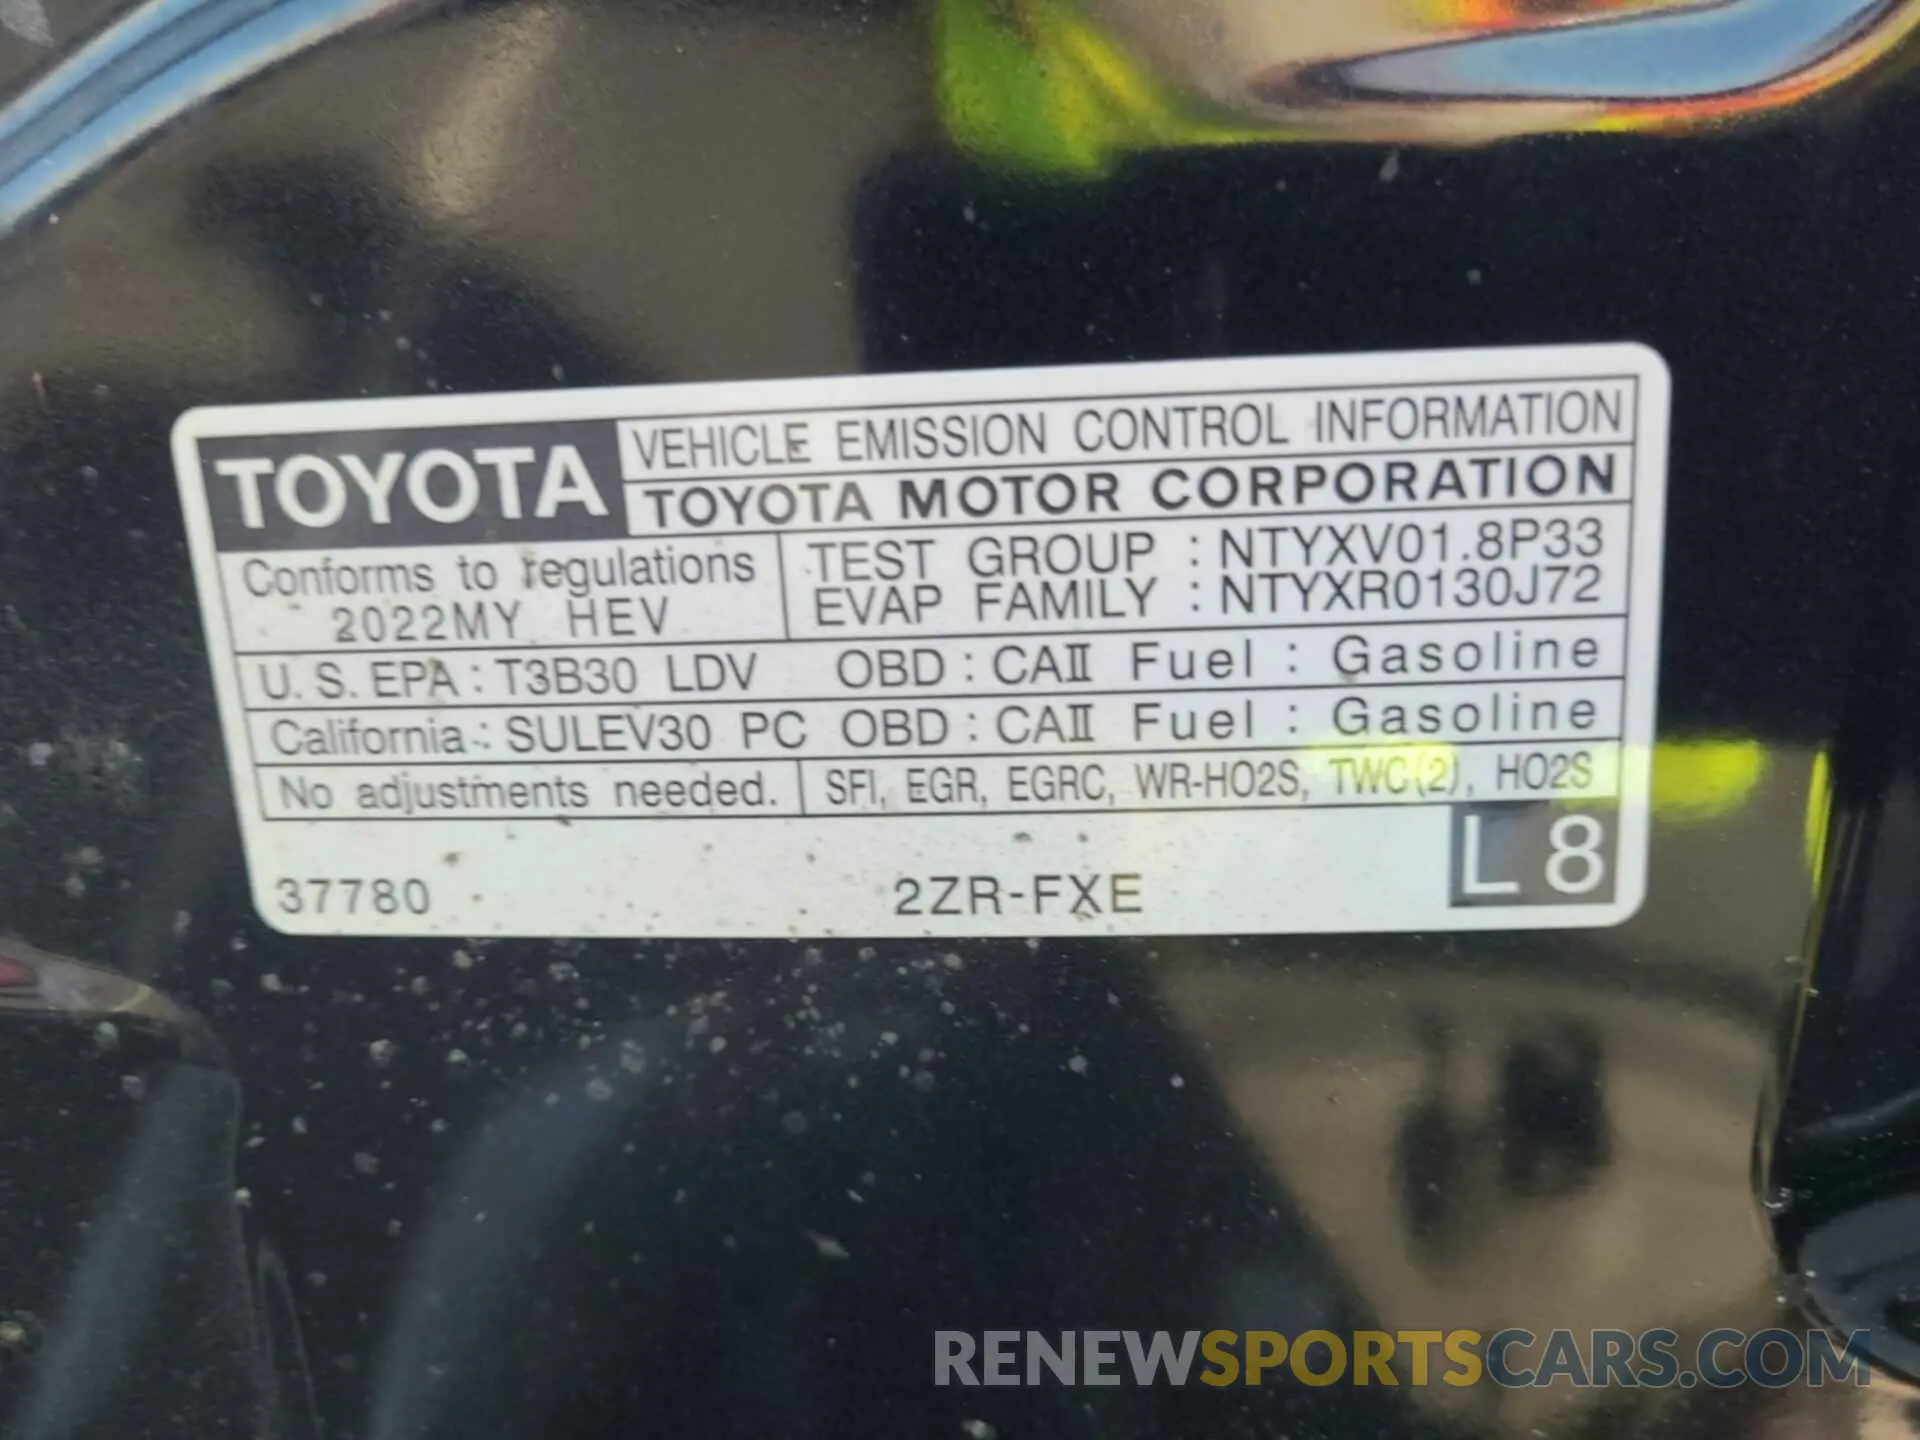 TOYOTA VEHICLE EMISSION CONTROL INFORMATION
TOYOTA MOTOR CORPORATION
Conforms to regulations
2022MY HEV
TEST GROUP : NTYXV01.8P33
EVAP FAMILY : NTYXR0130J72
U.S.EPA : T3B30 LDV OBD : CAⅡ Fuel : Gasoline
California : SULEV30 PC OBD : CAⅡ Fuel : Gasoline
No adjustments needed. SFI, EGR, EGRC, WR-HO2S, TWC(2), HO2S
37780 2ZR-FXE L 8
RENEWSPORTSCARS.COM